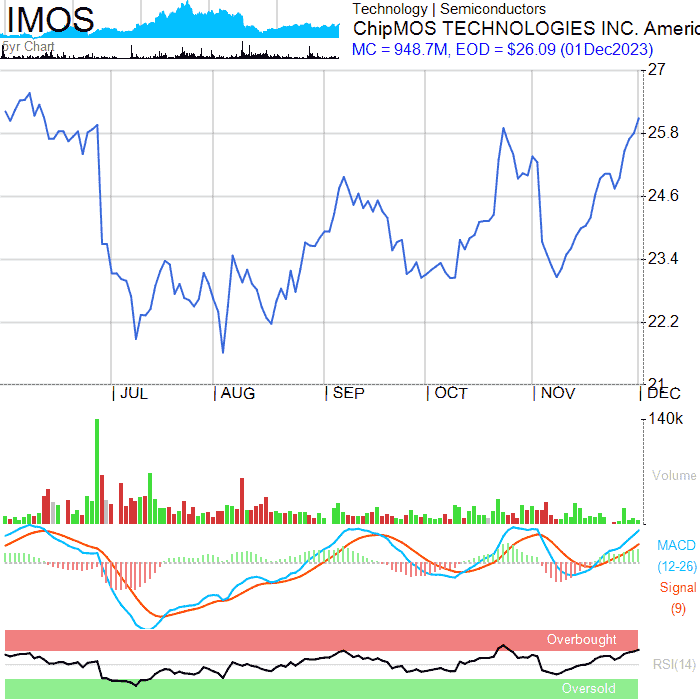 IMOS
5yr Chart
Technology | Semiconductors
ChipMOS TECHNOLOGIES INC. Americ
MC = 948.7M, EOD = $26.09 (01Dec2023)
27
25.8
24.6
23.4
22.2
21
| JUL | AUG | SEP | OCT | NOV | DEC
140k
Volume
MACD
(12-26)
Signal
(9)
Overbought
RSI(14)
Oversold